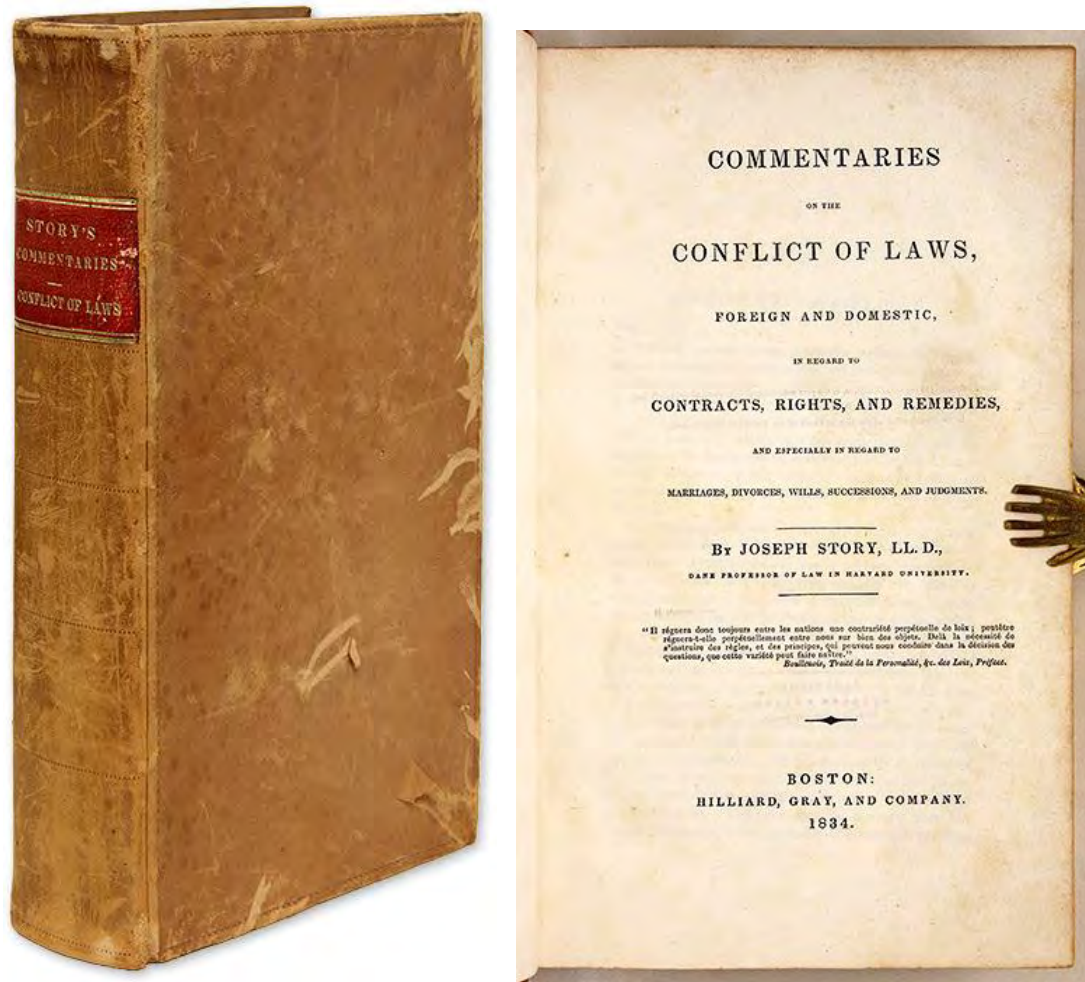 STORY'S
COMMENTARIES
CONFLICT OF LAWS
COMMENTARIES
ON THE
CONFLICT OF LAWS,
FOREIGN AND DOMESTIC,
IN REGARD TO
CONTRACTS, RIGHTS, AND REMEDIES,
AND ESPECIALLY IN REGARD TO
MARRIAGES, DIVORCES, WILLS, SUCCESSIONS, AND JUDGMENTS.
BY JOSEPH STORY, LL. D.,
DANE PROFESSOR OF LAW IN HARVARD UNIVERSITY.
"Il régnera donc toujours entre les nations une contrariété perpétuelle de loix; peutêtre
régnera-t-elle perpétuellement entre nous sur bien des objets. Delà la nécessité de
s'instruire des règles, et des principes, qui peuvent nous conduire dans la décision des
questions, que cette variété peut faire naître."
Boullenois, Traité de la Personalité, &c. des Loix, Préface.
BOSTON:
HILLIARD, GRAY, AND COMPANY.
1834.